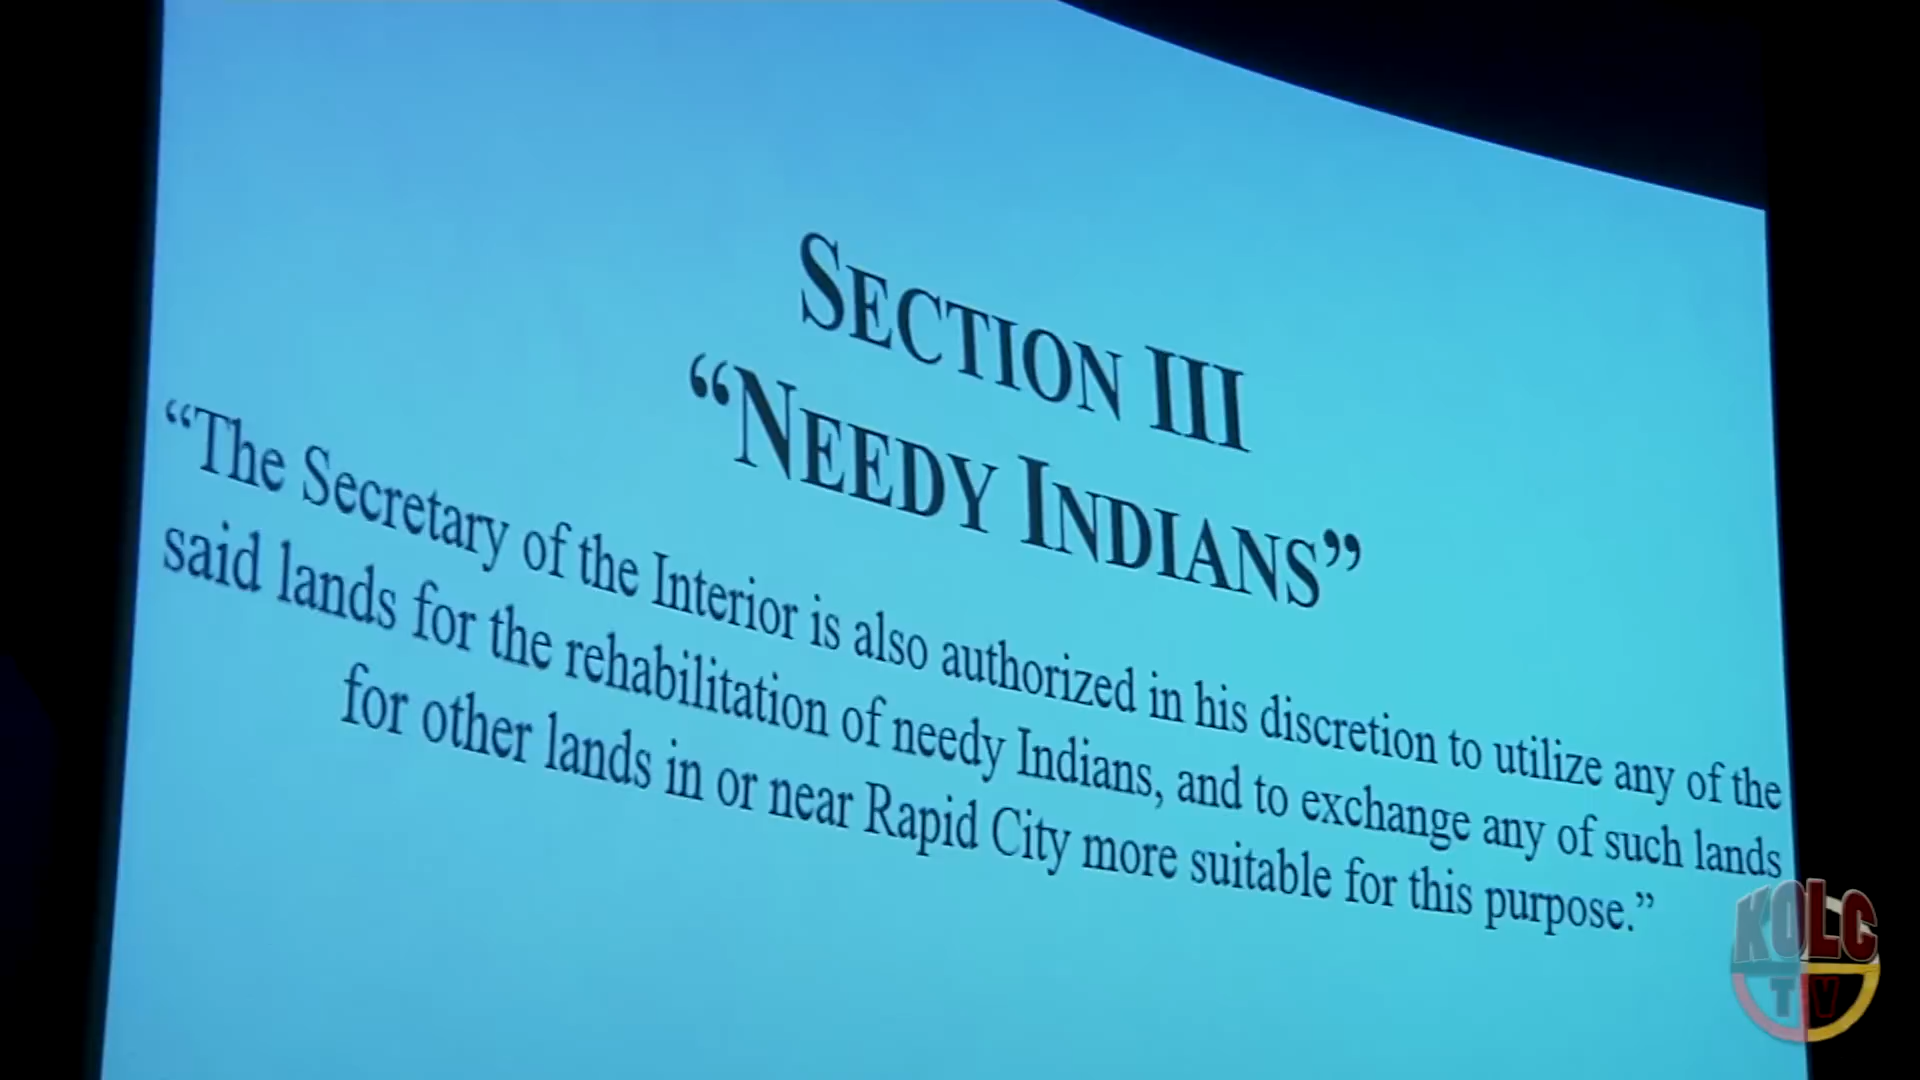 SECTION III
“NEEDY INDIANS”
“The Secretary of the Interior is also authorized in his discretion to utilize any of the
said lands for the rehabilitation of needy Indians, and to exchange any of such lands
for other lands in or near Rapid City more suitable for this purpose.”
KOLC
TV